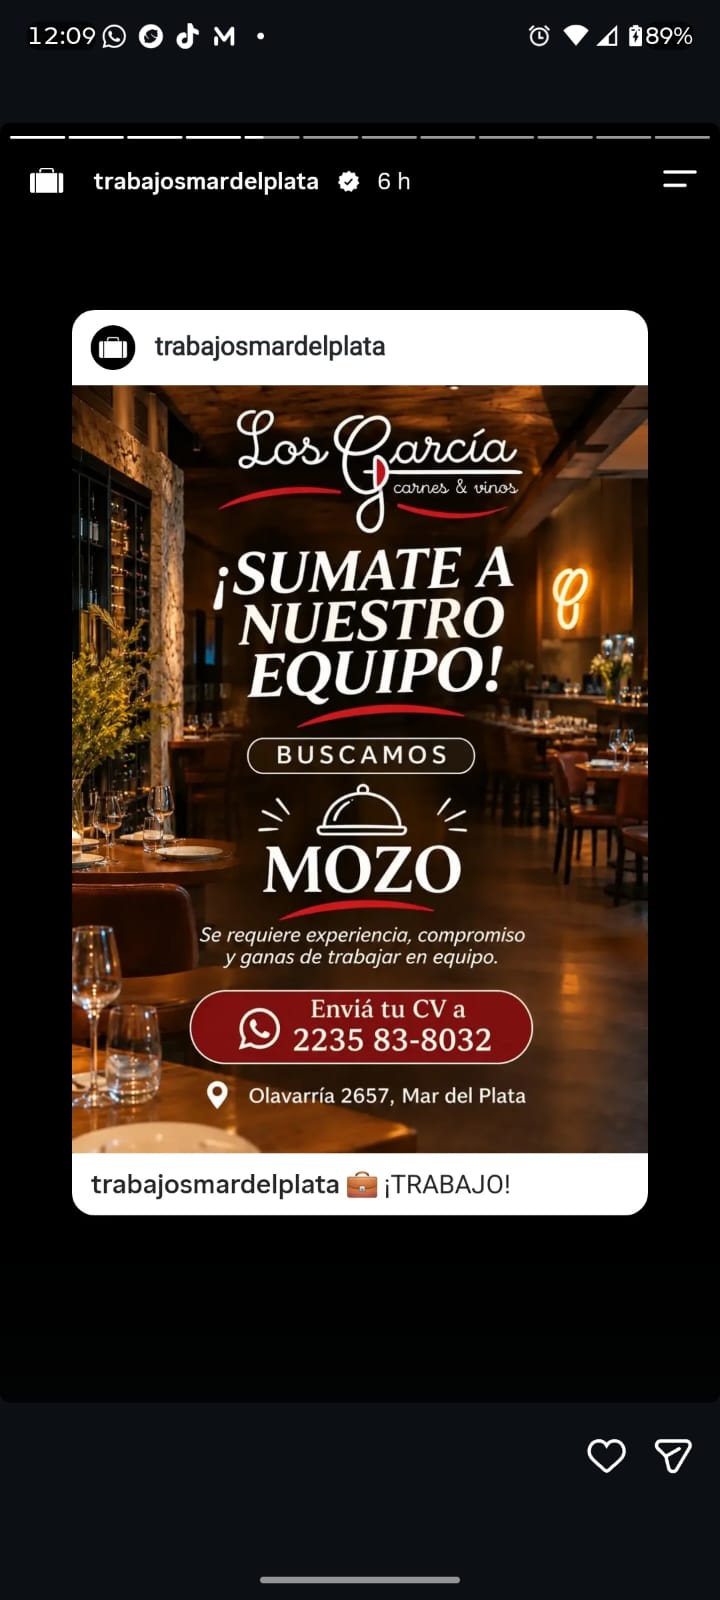 12:09
89%
trabajosmardelplata 6 h
trabajosmardelplata
Los García
carnes & vinos
¡SUMATE A
NUESTRO
EQUIPO!
BUSCAMOS
MOZO
Se requiere experiencia, compromiso
y ganas de trabajar en equipo.
Enviá tu CV a
2235 83-8032
Olavarría 2657, Mar del Plata
trabajosmardelplata 💼 ¡TRABAJO!